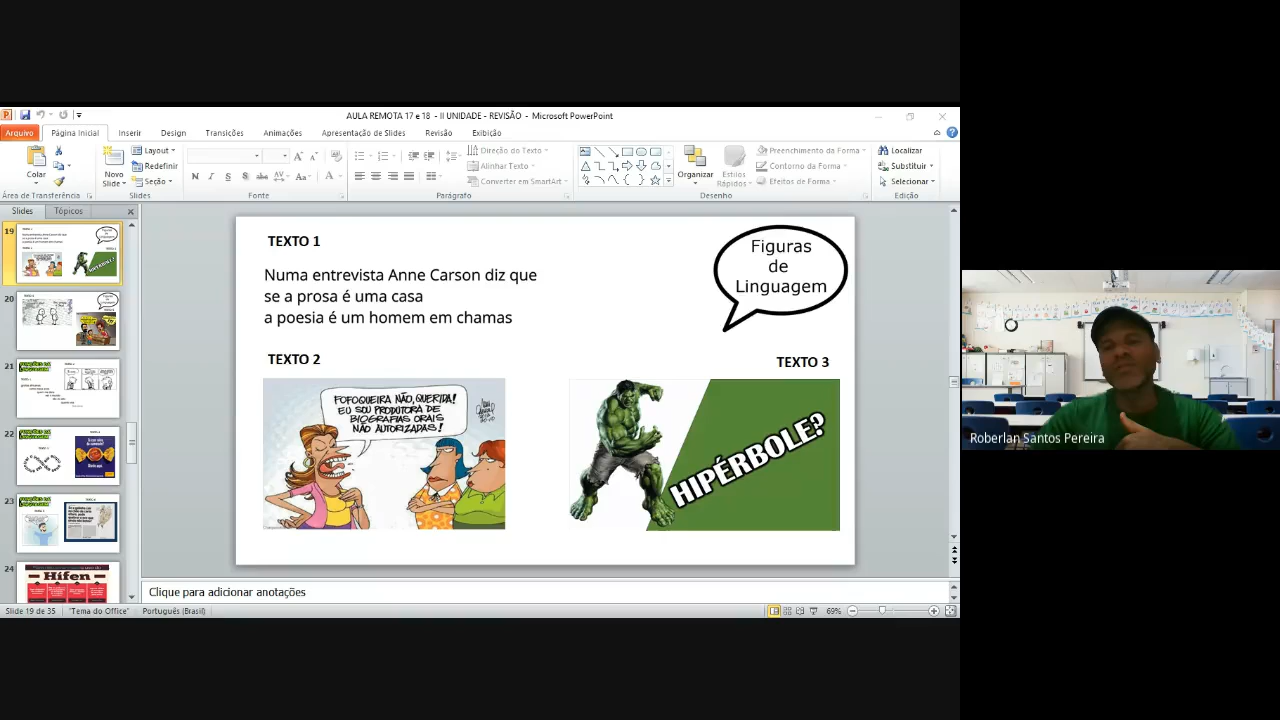 AULA REMOTA 17 e 18 - II UNIDADE - REVISÃO - Microsoft PowerPoint
Arquivo
Página Inicial
Inserir
Design
Transições
Animações
Apresentação de Slides
Revisão
Exibição
Colar
Novo
Slide
Layout
Redefinir
Seção
Direção do Texto
Alinhar Texto
Converter em SmartArt
Organizar
Estilos
Rápidos
Preenchimento da Forma
Contorno da Forma
Efeitos de Forma
Localizar
Substituir
Selecionar
Área de Transferência
Slides
Fonte
Parágrafo
Desenho
Edição
Slides
Tópicos
19
20
21
22
23
24
Hífen
TEXTO 1
Numa entrevista Anne Carson diz que
se a prosa é uma casa
a poesia é um homem em chamas
Figuras
de
Linguagem
TEXTO 2
FOFOQUEIRA NÃO, QUERIDA!
EU SOU PRODUTORA DE
BIOGRAFIAS ORAIS
NÃO AUTORIZADAS!
TEXTO 3
HIPÉRBOLE?
Clique para adicionar anotações
Slide 19 de 35
"Tema do Office"
Português (Brasil)
69%
Roberlan Santos Pereira